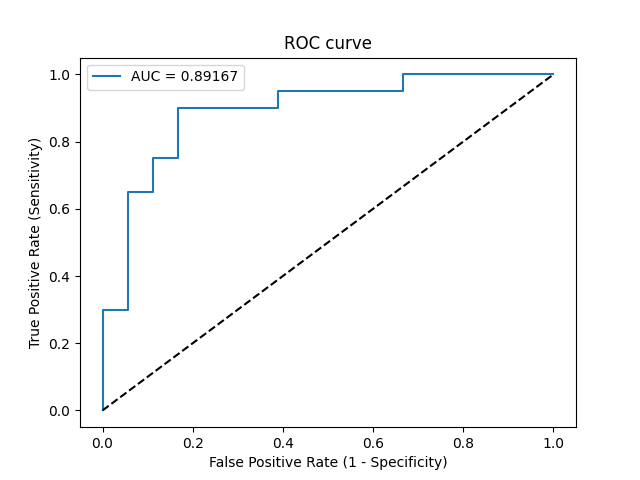 ROC curve
AUC = 0.89167
True Positive Rate (Sensitivity)
1.0
0.8
0.6
0.4
0.2
0.0
0.0 0.2 0.4 0.6 0.8 1.0
False Positive Rate (1 - Specificity)